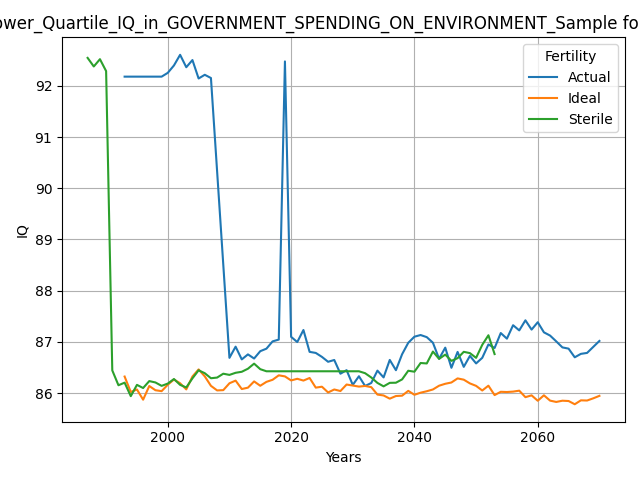 ower_Quartile_IQ_in_GOVERNMENT_SPENDING_ON_ENVIRONMENT_Sample fo
Fertility
Actual
Ideal
Sterile
IQ
92
91
90
89
88
87
86
2000
2020
2040
2060
Years